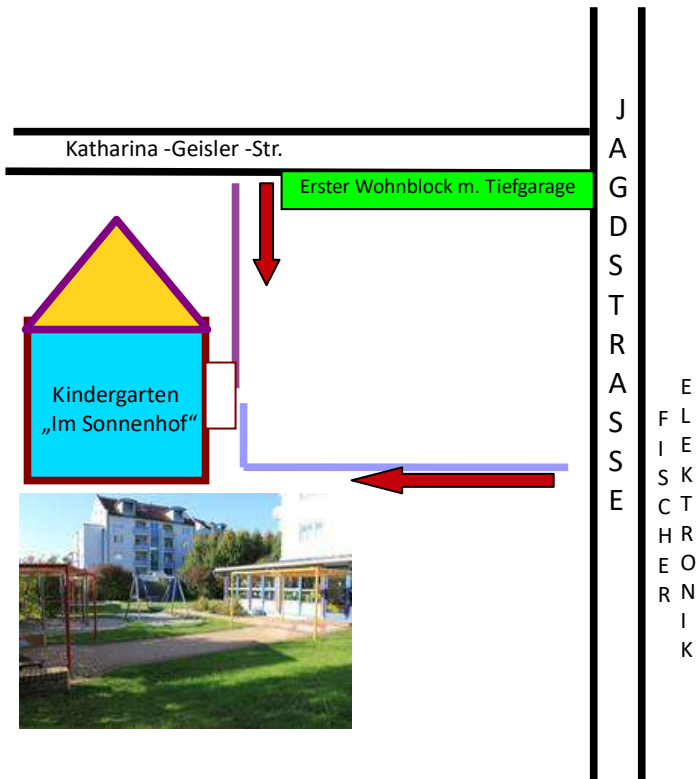 Katharina -Geisler -Str.
Erster Wohnblock m. Tiefgarage
JAGDSTRASSE
Kindergarten
„Im Sonnenhof“
FISCHER
ELEKTRONIK